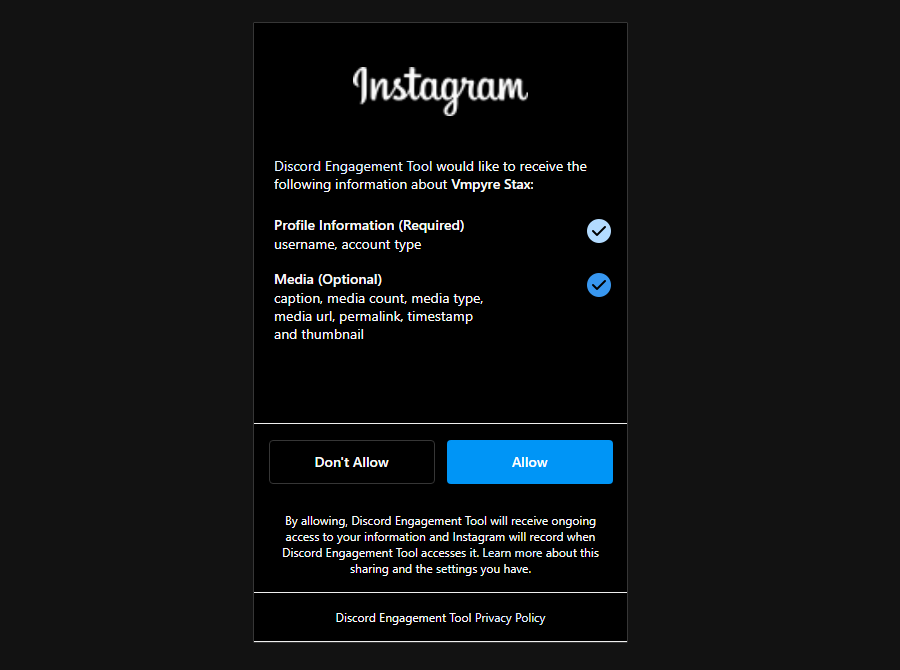 Instagram
Discord Engagement Tool would like to receive the
following information about Vmpyre Stax:
Profile Information (Required)
username, account type
Media (Optional)
caption, media count, media type,
media url, permalink, timestamp
and thumbnail
Don't Allow
Allow
By allowing, Discord Engagement Tool will receive ongoing
access to your information and Instagram will record when
Discord Engagement Tool accesses it. Learn more about this
sharing and the settings you have.
Discord Engagement Tool Privacy Policy